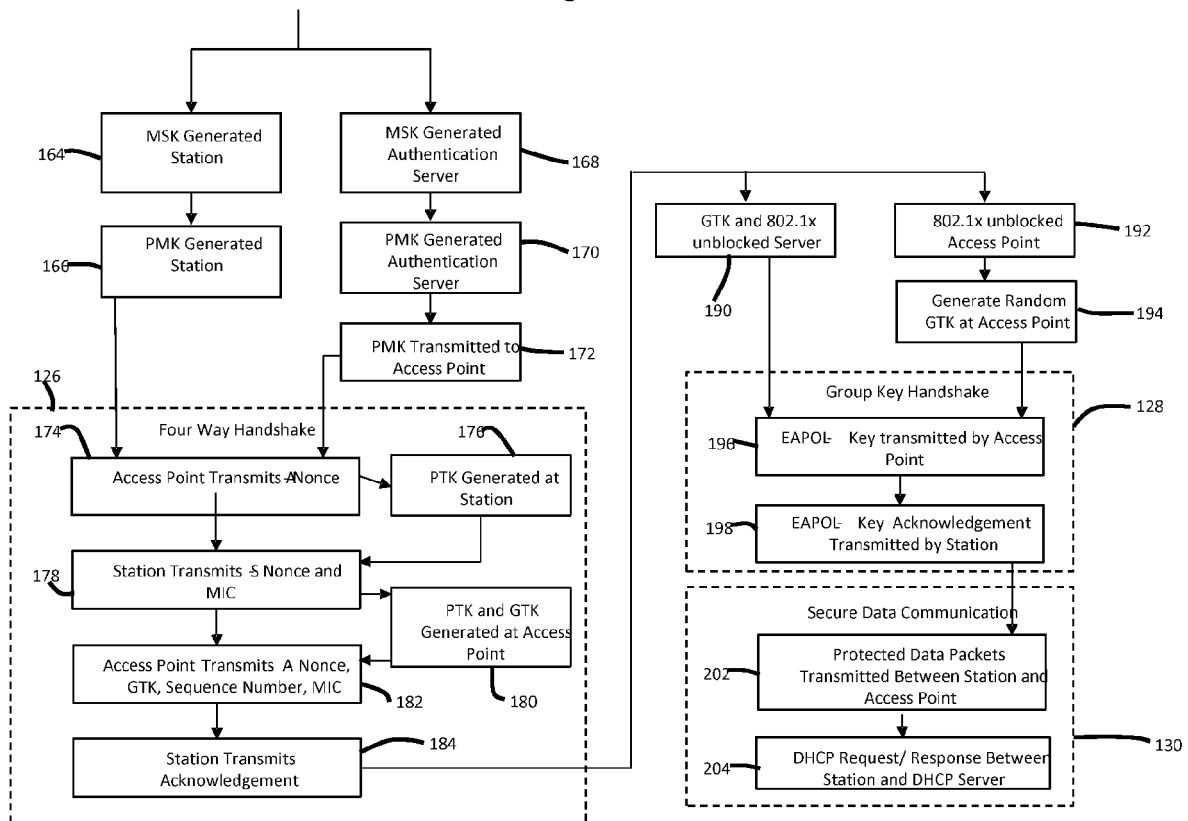 MSK Generated
Station
164
MSK Generated
Authentication
Server
168
PMK Generated
Station
166
PMK Generated
Authentication
Server
170
PMK Transmitted to
Access Point
172
126
174
Four Way Handshake
176
Access Point Transmits -A Nonce
PTK Generated at
Station
Station Transmits -S Nonce and
MIC
178
PTK and GTK
Generated at Access
Point
180
Access Point Transmits A Nonce,
GTK, Sequence Number, MIC
182
Station Transmits
Acknowledgement
184
GTK and 802.1x
unblocked Server
190
802.1x unblocked
Access Point
192
Generate Random
GTK at Access Point
194
Group Key Handshake
128
196
EAPOL- Key transmitted by Access
Point
198
EAPOL- Key Acknowledgement
Transmitted by Station
Secure Data Communication
202
Protected Data Packets
Transmitted Between Station and
Access Point
130
204
DHCP Request/ Response Between
Station and DHCP Server